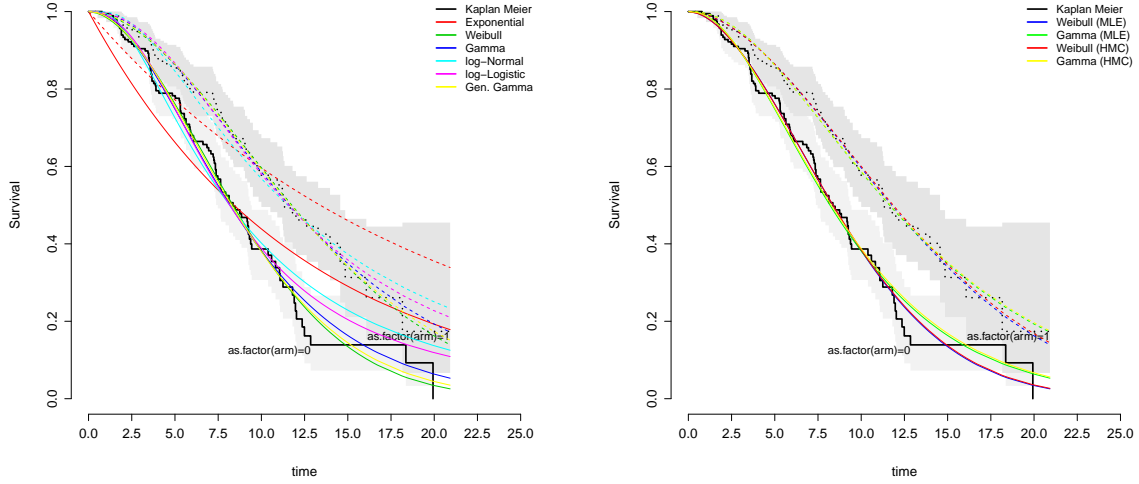 Kaplan Meier
Exponential
Weibull
Gamma
log−Normal
log−Logistic
Gen. Gamma
1.0
0.8
0.6
0.4
0.2
0.0
Survival
as.factor(arm)=1
as.factor(arm)=0
0.0 2.5 5.0 7.5 10.0 12.5 15.0 17.5 20.0 22.5 25.0
time
Kaplan Meier
Weibull (MLE)
Gamma (MLE)
Weibull (HMC)
Gamma (HMC)
1.0
0.8
0.6
0.4
0.2
0.0
Survival
as.factor(arm)=1
as.factor(arm)=0
0.0 2.5 5.0 7.5 10.0 12.5 15.0 17.5 20.0 22.5 25.0
time